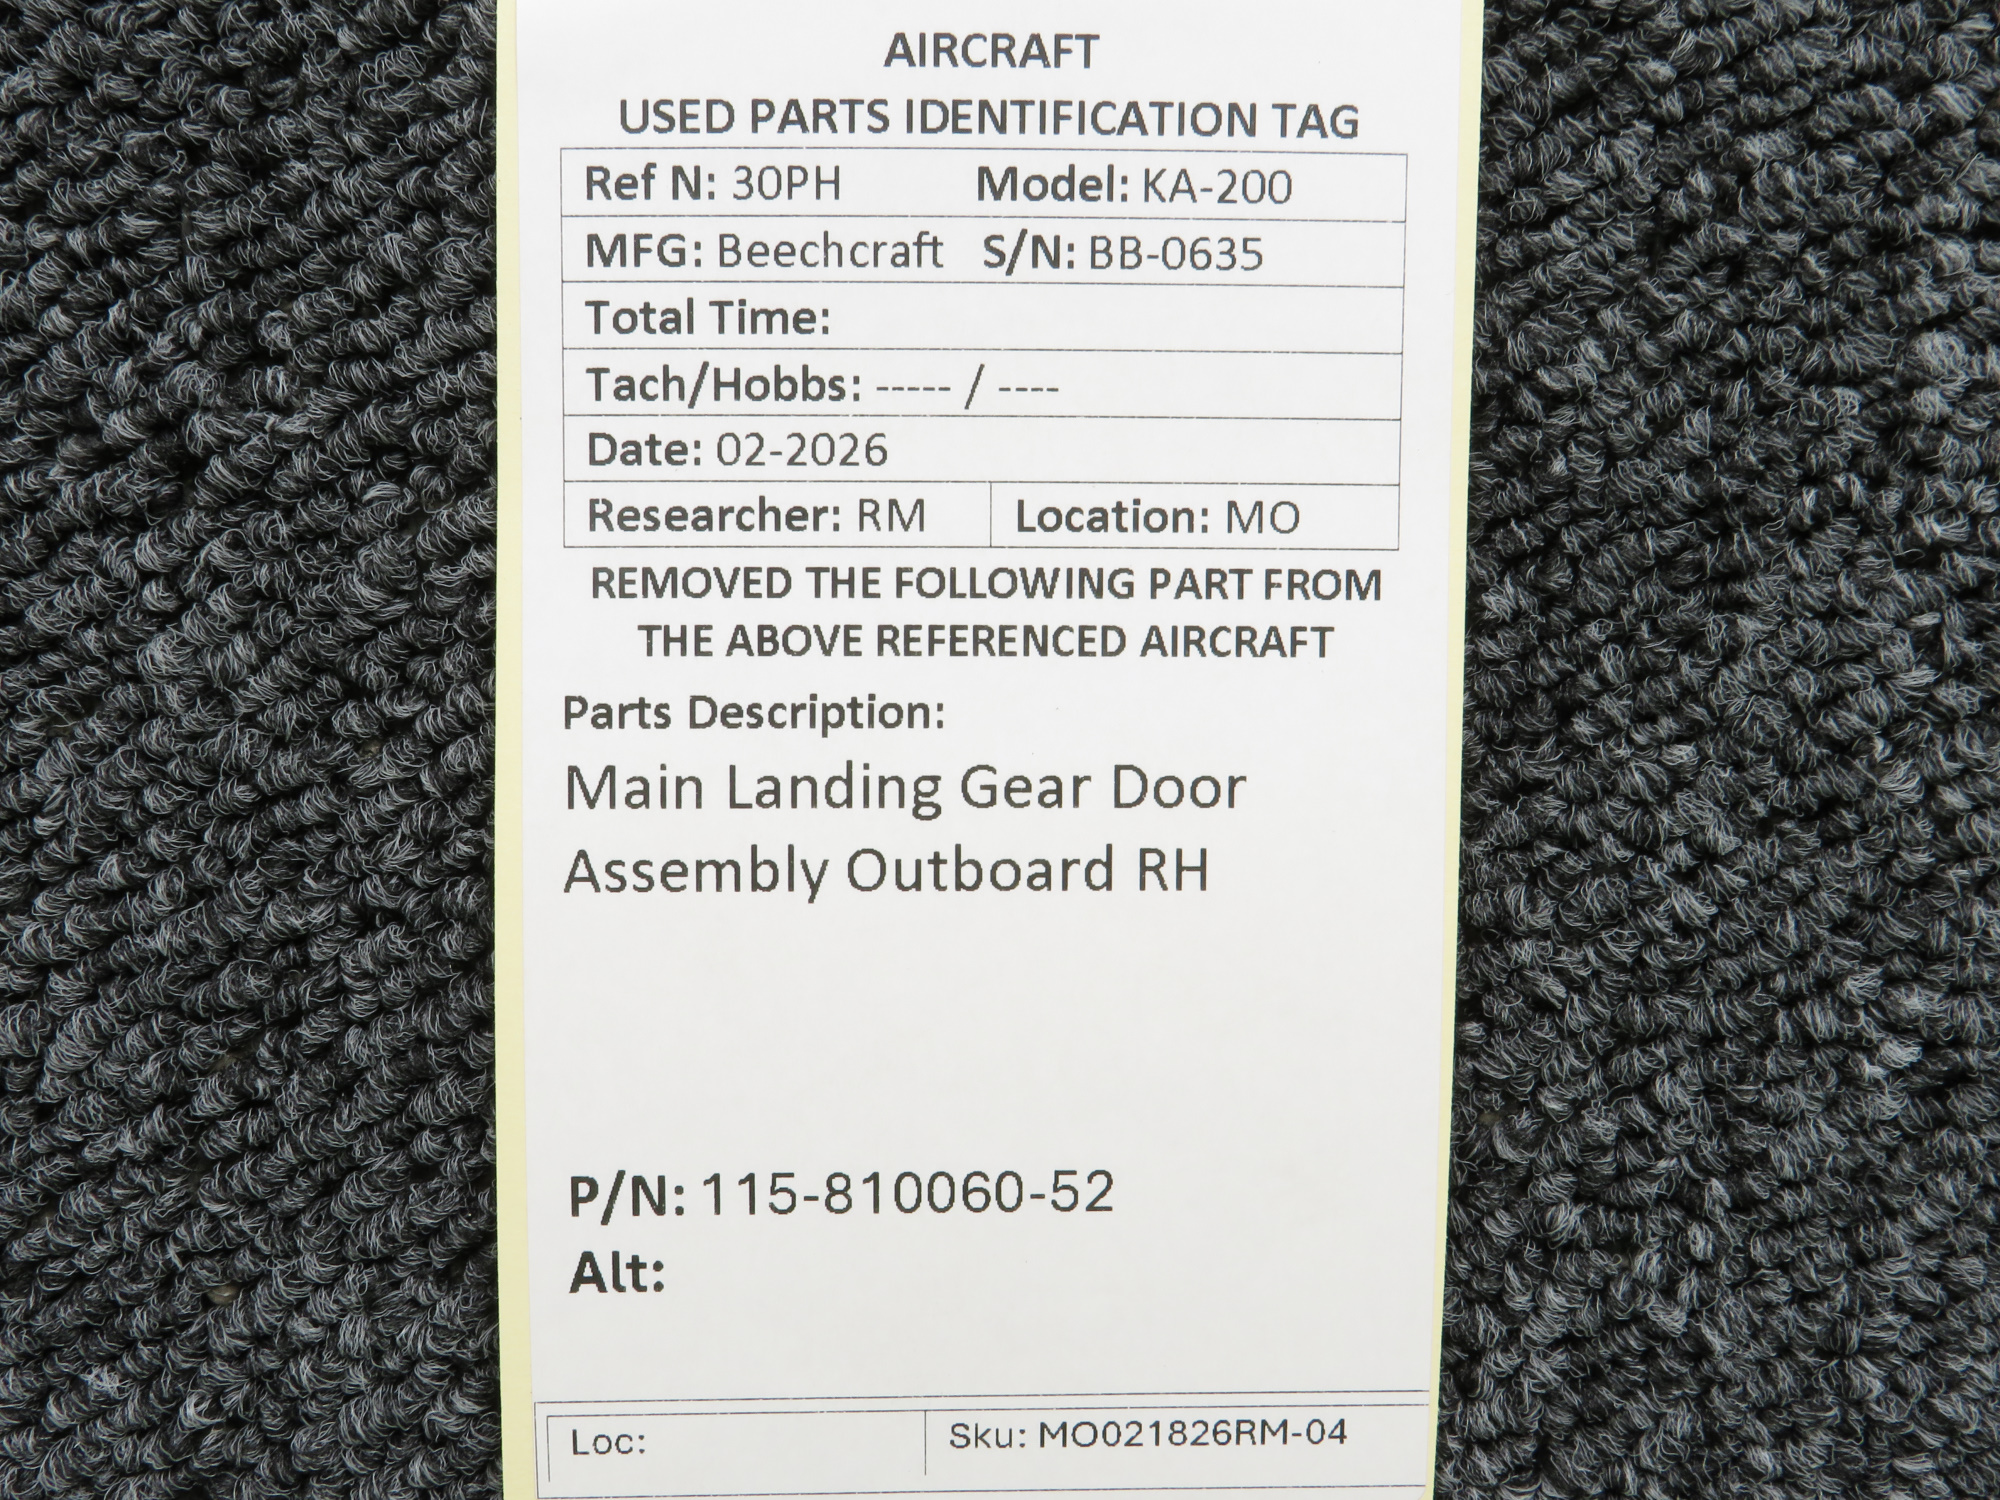 AIRCRAFT
USED PARTS IDENTIFICATION TAG
Ref N: 30PH Model: KA-200
MFG: Beechcraft S/N: BB-0635
Total Time:
Tach/Hobbs: ----- / ----
Date: 02-2026
Researcher: RM Location: MO
REMOVED THE FOLLOWING PART FROM
THE ABOVE REFERENCED AIRCRAFT
Parts Description:
Main Landing Gear Door
Assembly Outboard RH
P/N: 115-810060-52
Alt:
Loc: Sku: MO021826RM-04